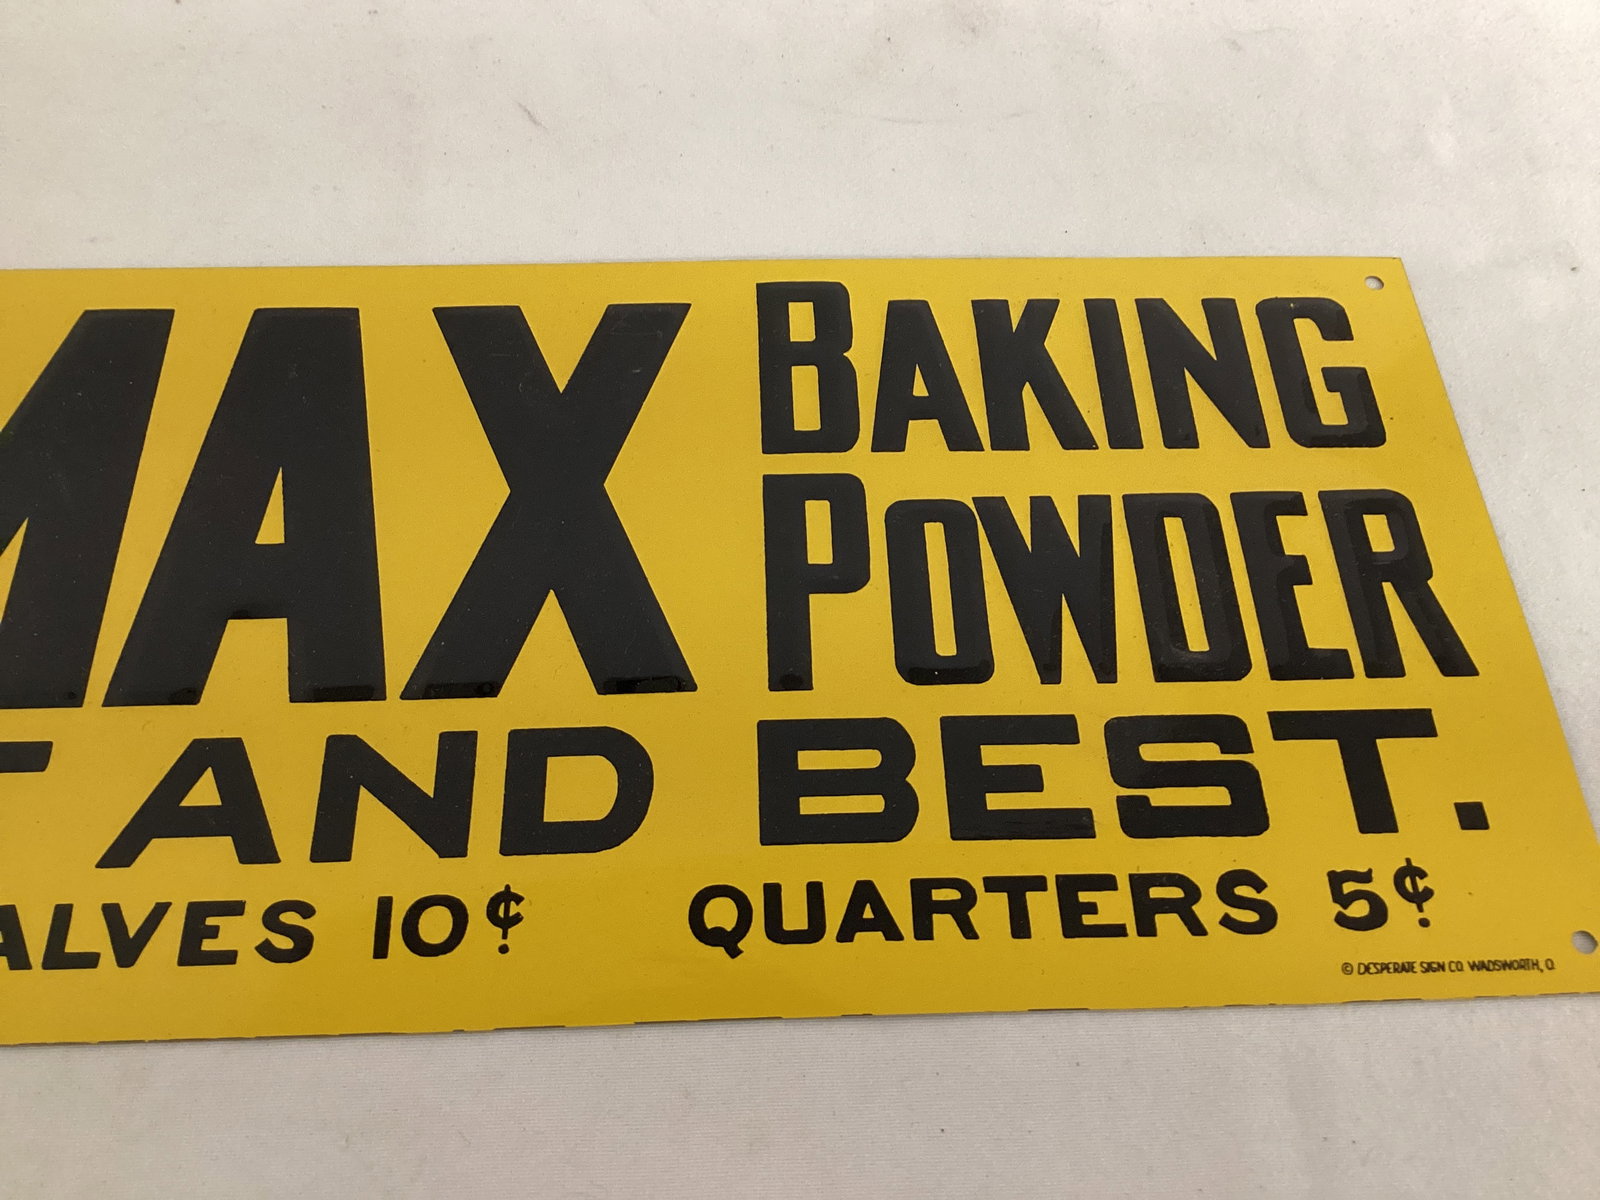 MAX BAKING
POWDER
T AND BEST.
ALVES 10¢ QUARTERS 5¢
© DESPERATE SIGN CO. WADSWORTH, O.